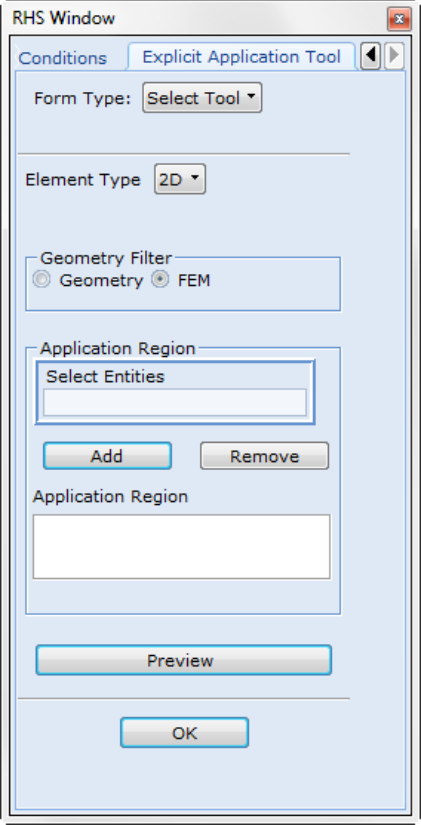 RHS Window
Conditions Explicit Application Tool
Form Type: Select Tool
Element Type 2D
Geometry Filter
Geometry FEM
Application Region
Select Entities
Add Remove
Application Region
Preview
OK